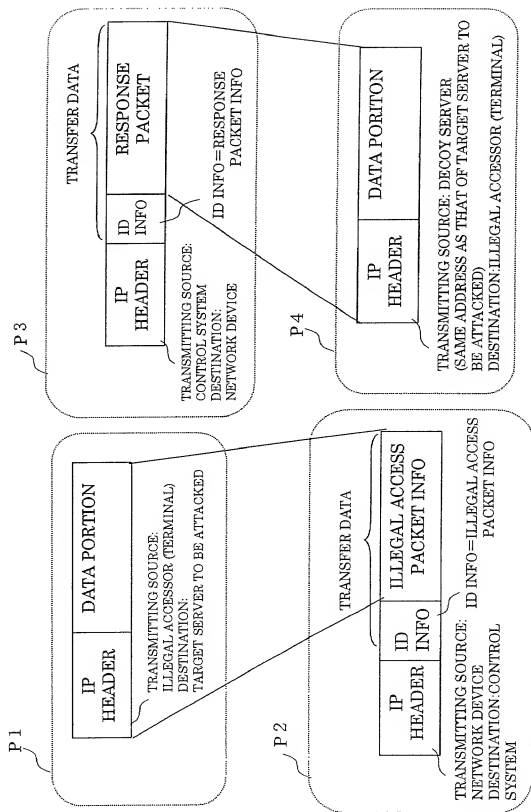 P1
IP
HEADER
DATA PORTION
TRANSMITTING SOURCE:
ILLEGAL ACCESSOR (TERMINAL)
DESTINATION:
TARGET SERVER TO BE ATTACKED
P2
TRANSFER DATA
IP
HEADER
ID
INFO
ILLEGAL ACCESS
PACKET INFO
ID INFO=ILLEGAL ACCESS
PACKET INFO
TRANSMITTING SOURCE:
NETWORK DEVICE
DESTINATION:CONTROL
SYSTEM
P3
TRANSFER DATA
IP
HEADER
ID
INFO
RESPONSE
PACKET
ID INFO=RESPONSE
PACKET INFO
TRANSMITTING SOURCE:
CONTROL SYSTEM
DESTINATION:
NETWORK DEVICE
P4
IP
HEADER
DATA PORITON
TRANSMITTING SOURCE: DECOY SERVER
(SAME ADDRESS AS THAT OF TARGET SERVER TO
BE ATTACKED)
DESTINATION:ILLEGAL ACCESSOR (TERMINAL)